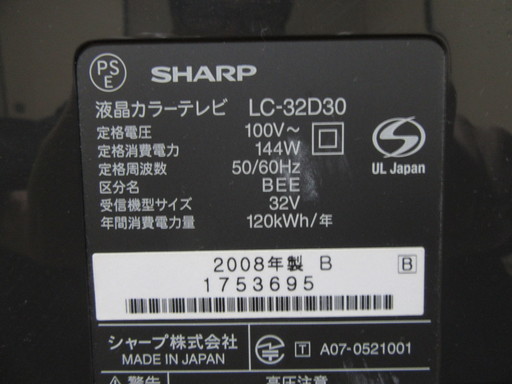 PS
E
SHARP
液晶カラーテレビ LC-32D30
定格電圧 100V～
定格消費電力 144W
定格周波数 50/60Hz
区分名 BEE
受信機型サイズ 32V
年間消費電力量 120kWh/年
UL Japan
2008年製 B
B
1753695
シャープ株式会社
MADE IN JAPAN
T A07-0521001
警告 高圧注意